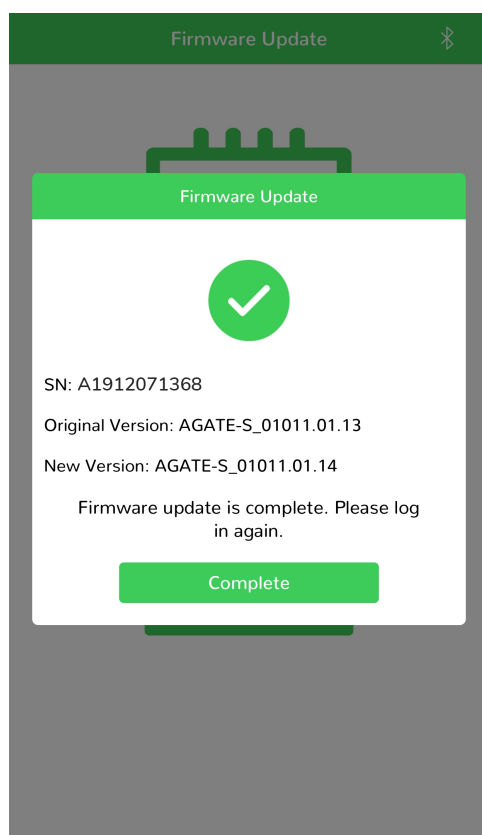 Firmware Update
Firmware Update
SN: A1912071368
Original Version: AGATE-S_01011.01.13
New Version: AGATE-S_01011.01.14
Firmware update is complete. Please log
in again.
Complete